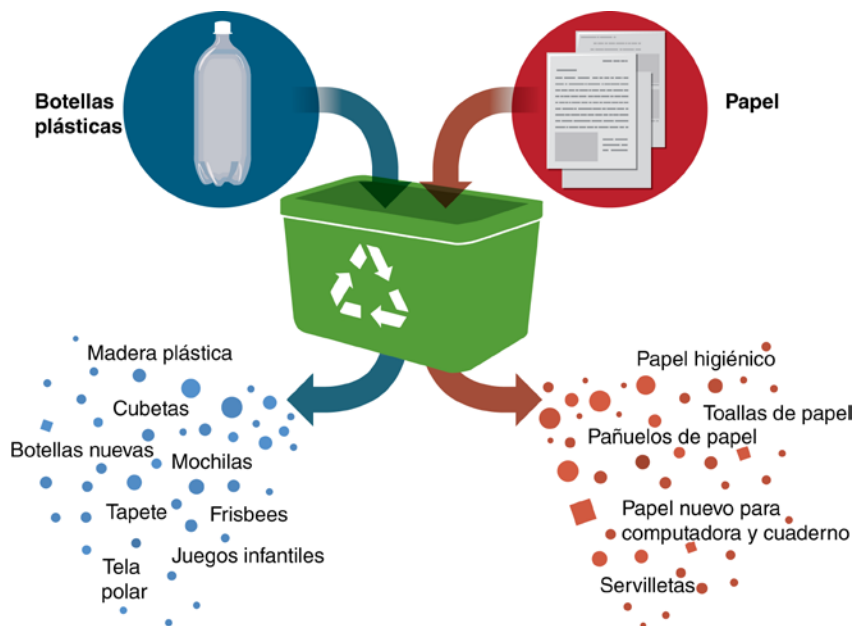 Botellas
plásticas
Papel
Madera plástica
Cubetas
Botellas nuevas
Mochilas
Tapete
Frisbees
Juegos infantiles
Tela
polar
Papel higiénico
Toallas de papel
Pañuelos de papel
Papel nuevo para
computadora y cuaderno
Servilletas